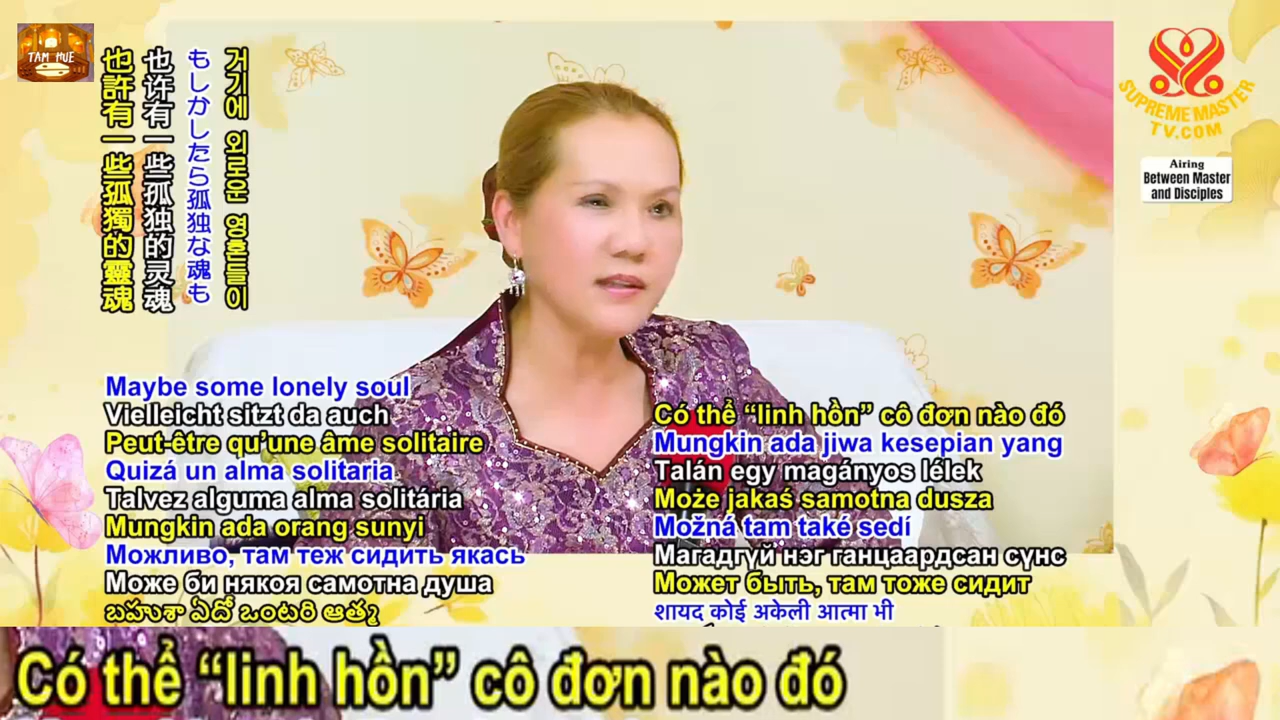 TAM HUE
也許有一些孤獨的靈魂
也许有一些孤独的灵魂
もしかしたら孤独な魂も
거기에 외로운 영혼들이
SUPREME MASTER
TV.COM
Airing
Between Master
and Disciples
Maybe some lonely soul
Vielleicht sitzt da auch
Peut-être qu’une âme solitaire
Quizá un alma solitaria
Talvez alguma alma solitária
Mungkin ada orang sunyi
Можливо, там теж сидить якась
Може би някоя самотна душа
బహుశా ఏదో ఒంటరి ఆత్మ
Có thể “linh hồn” cô đơn nào đó
Mungkin ada jiwa kesepian yang
Talán egy magányos lélek
Może jakaś samotna dusza
Možná tam také sedí
Магадгүй нэг ганцаардсан сүнс
Может быть, там тоже сидит
शायद कोई अकेली आत्मा भी
Có thể “linh hồn” cô đơn nào đó